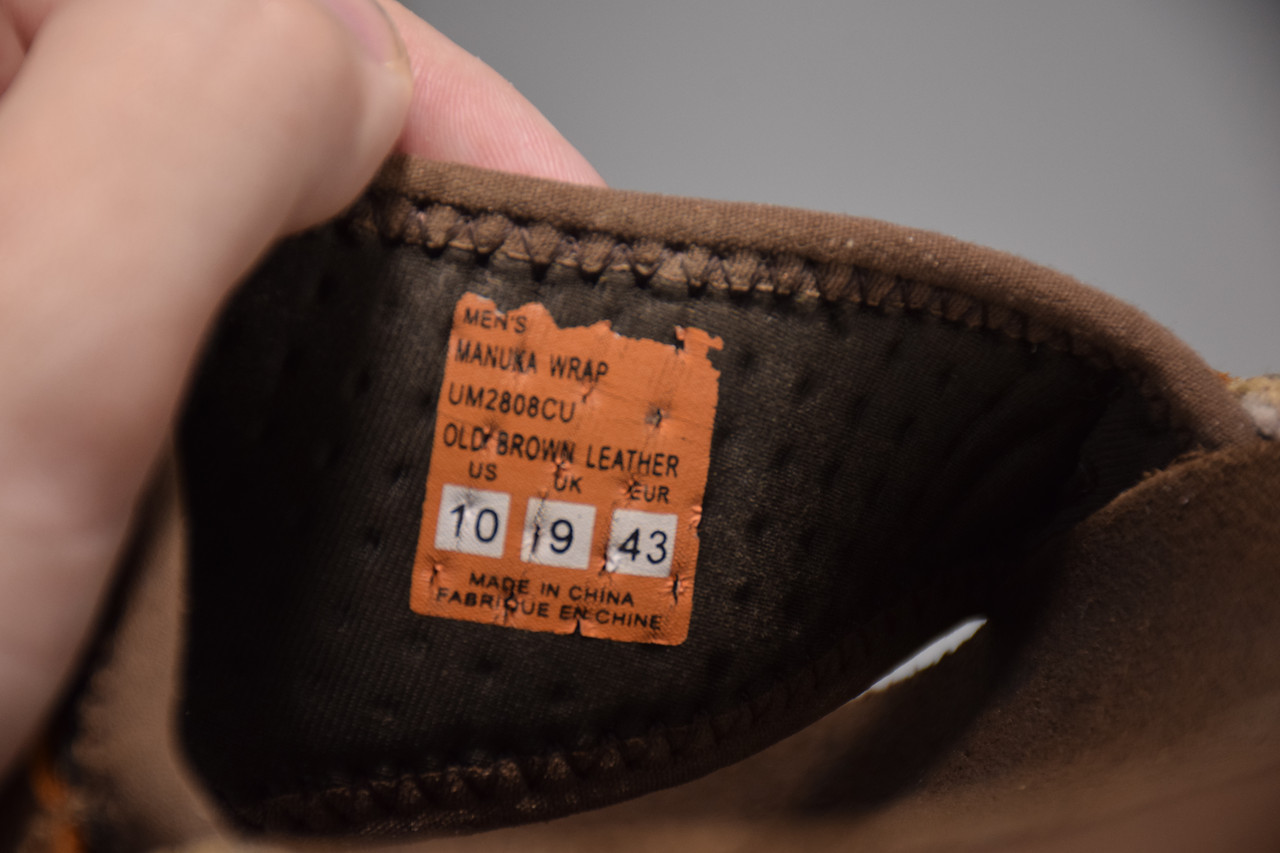 MEN'S
MANUKA WRAP
UM2808CU
OLD BROWN LEATHER
US UK EUR
10 9 43
MADE IN CHINA
FABRIQUE EN CHINE